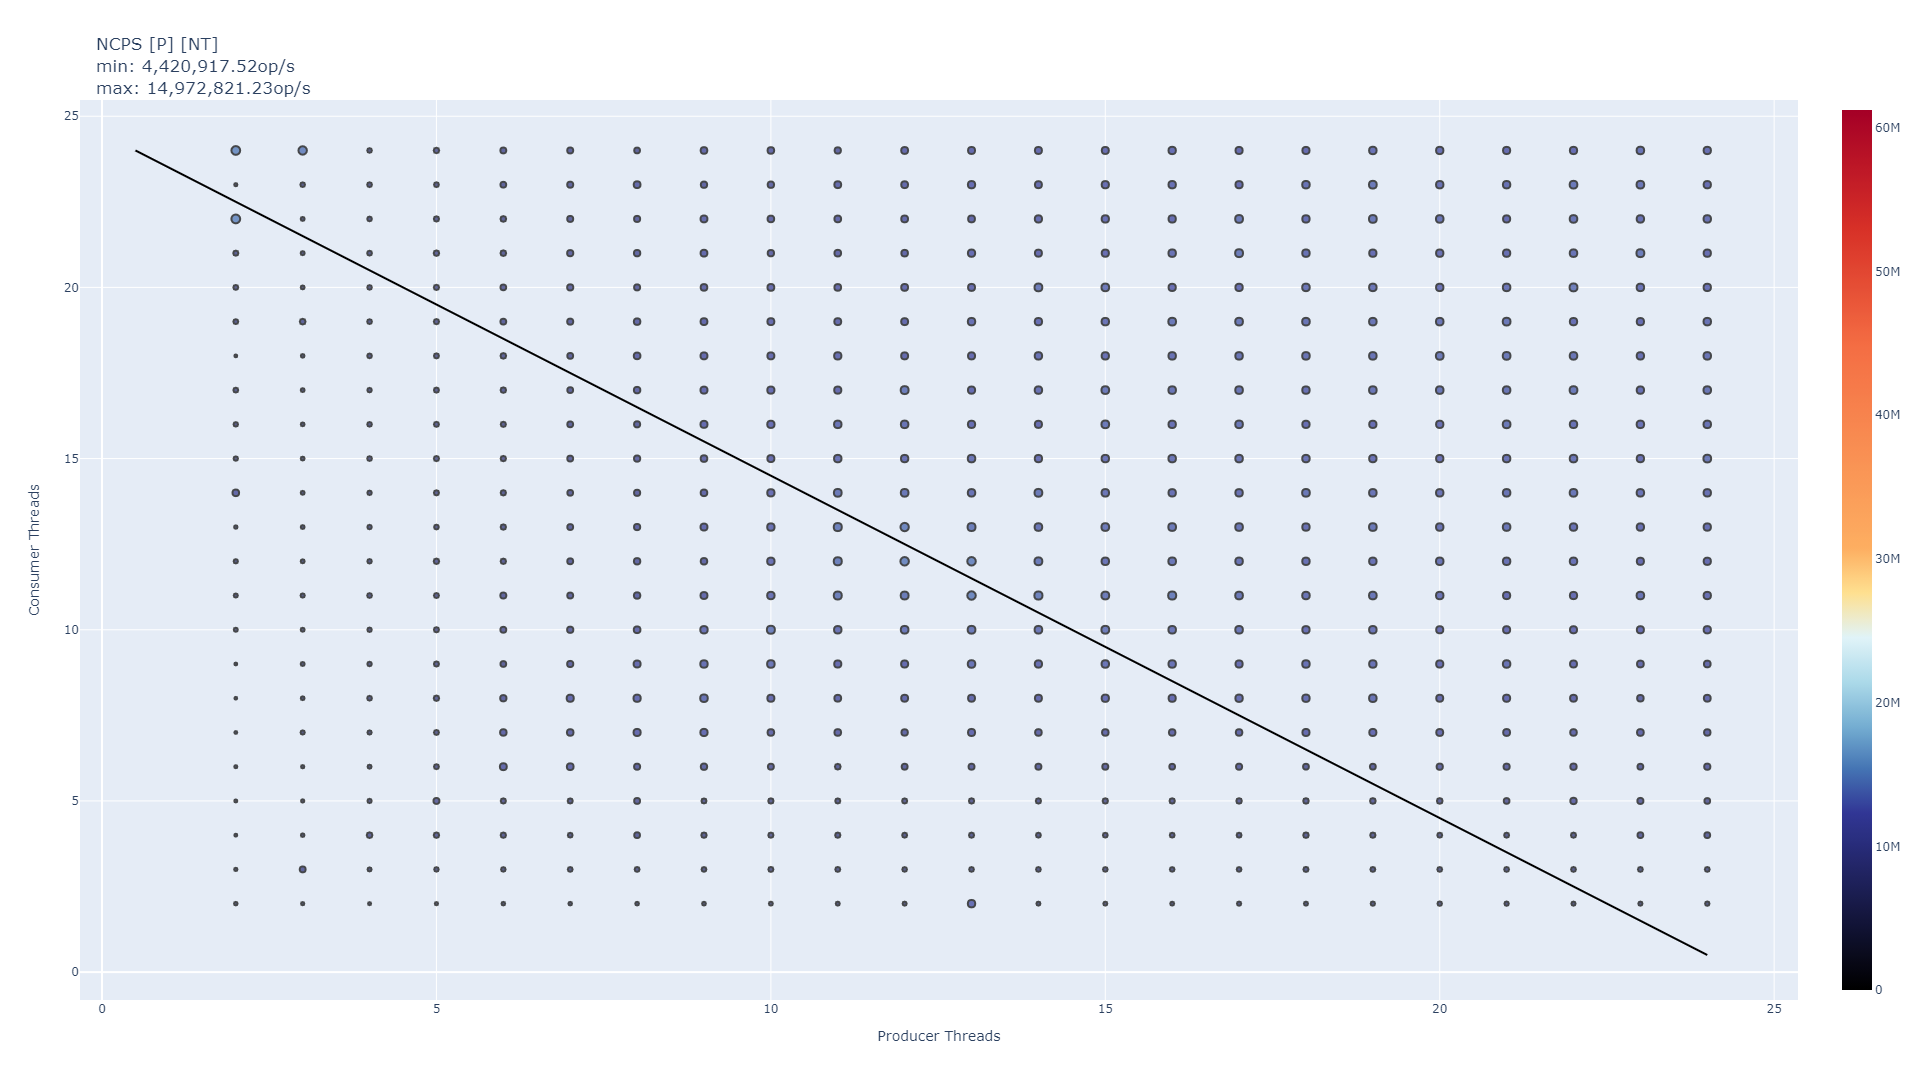 NCPS [P] [NT]
min: 4,420,917.52op/s
max: 14,972,821.23op/s
25
20
15
10
5
0
Consumer Threads
0
5
10
15
20
25
Producer Threads
60M
50M
40M
30M
20M
10M
0